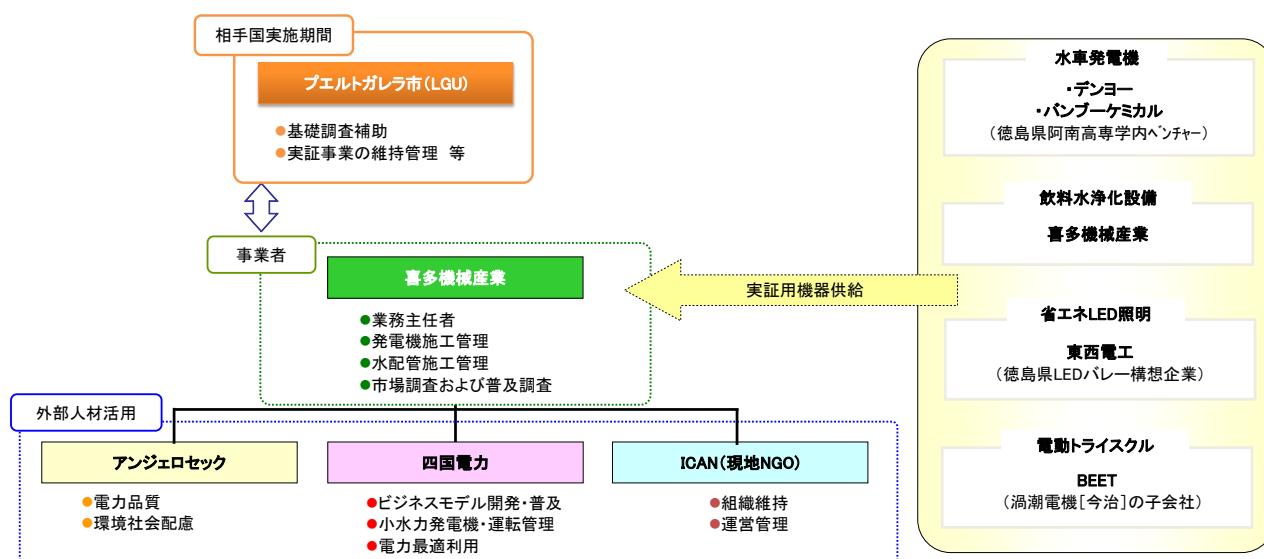 相手国実施期間
プエルトガレラ市(LGU)
●基礎調査補助
●実証事業の維持管理 等
事業者
喜多機械産業
●業務主任者
●発電機施工管理
●水配管施工管理
●市場調査および普及調査
実証用機器供給
外部人材活用
アンジェロセック
●電力品質
●環境社会配慮
四国電力
●ビジネスモデル開発・普及
●小水力発電機・運転管理
●電力最適利用
ICAN(現地NGO)
●組織維持
●運営管理
水車発電機
・デンヨー
・バンブーケミカル
(徳島県阿南高専学内ベンチャー)
飲料水浄化設備
喜多機械産業
省エネLED照明
東西電工
(徳島県LEDバレー構想企業)
電動トライスクル
BEET
(渦潮電機[今治]の子会社)